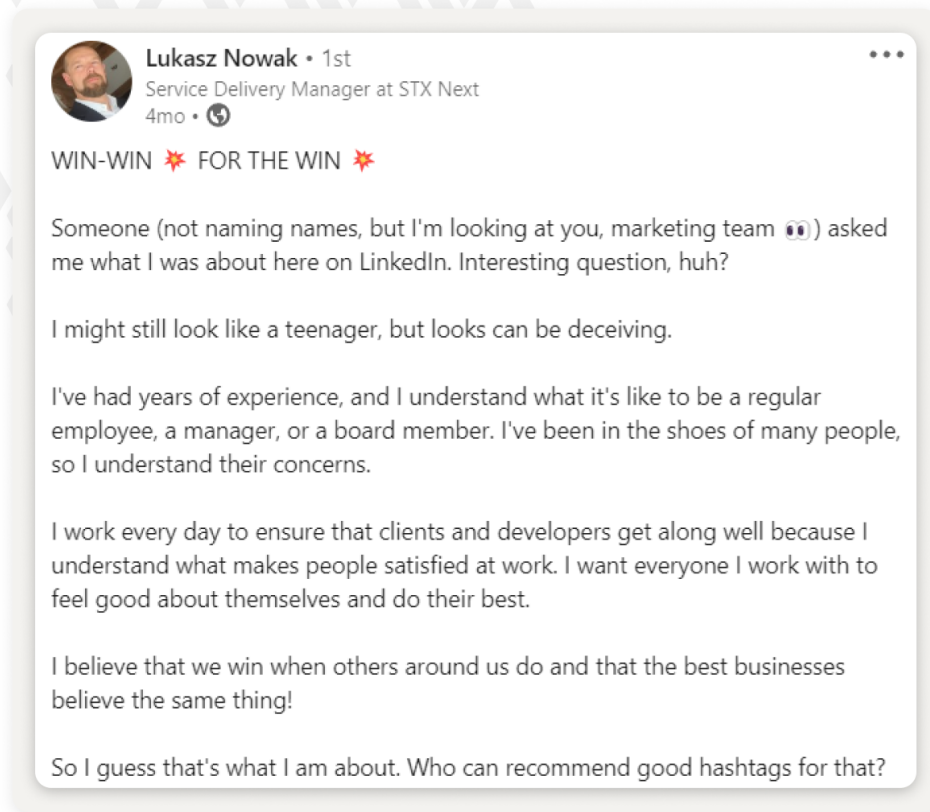 Lukasz Nowak • 1st
Service Delivery Manager at STX Next
4mo •
WIN-WIN 💥 FOR THE WIN 💥
Someone (not naming names, but I'm looking at you, marketing team 👀) asked
me what I was about here on LinkedIn. Interesting question, huh?
I might still look like a teenager, but looks can be deceiving.
I've had years of experience, and I understand what it's like to be a regular
employee, a manager, or a board member. I've been in the shoes of many people,
so I understand their concerns.
I work every day to ensure that clients and developers get along well because I
understand what makes people satisfied at work. I want everyone I work with to
feel good about themselves and do their best.
I believe that we win when others around us do and that the best businesses
believe the same thing!
So I guess that's what I am about. Who can recommend good hashtags for that?